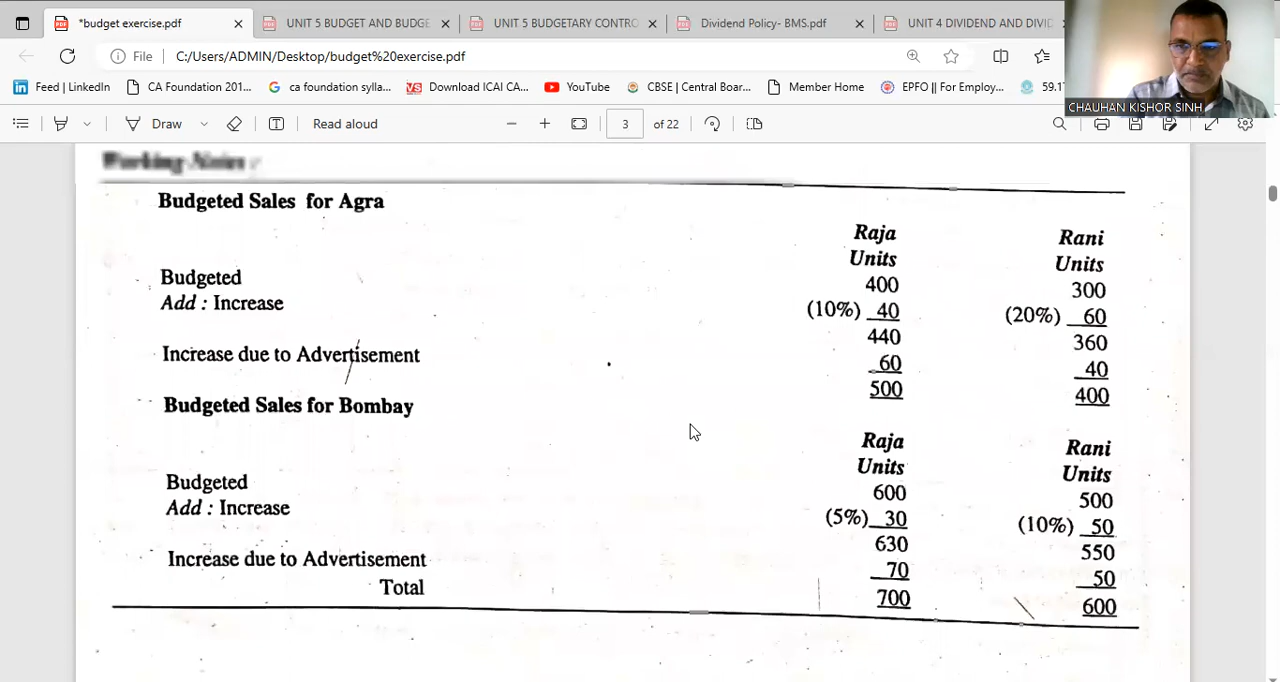 *budget exercise.pdf
UNIT 5 BUDGET AND BUDGE
UNIT 5 BUDGETARY CONTRO
Dividend Policy- BMS.pdf
UNIT 4 DIVIDEND AND DIVID
File C:/Users/ADMIN/Desktop/budget%20exercise.pdf
Feed | LinkedIn
CA Foundation 201...
ca foundation sylla...
Download ICAI CA...
YouTube
CBSE | Central Boar...
Member Home
EPFO || For Employ...
59.1
CHAUHAN KISHOR SINH
Draw
Read aloud
3 of 22
Working Notes :
Budgeted Sales for Agra
Raja Rani
Units Units
Budgeted 400 300
Add : Increase (10%) 40 (20%) 60
440 360
Increase due to Advertisement 60 40
500 400
Budgeted Sales for Bombay
Raja Rani
Units Units
Budgeted 600 500
Add : Increase (5%) 30 (10%) 50
630 550
Increase due to Advertisement 70 50
Total 700 600